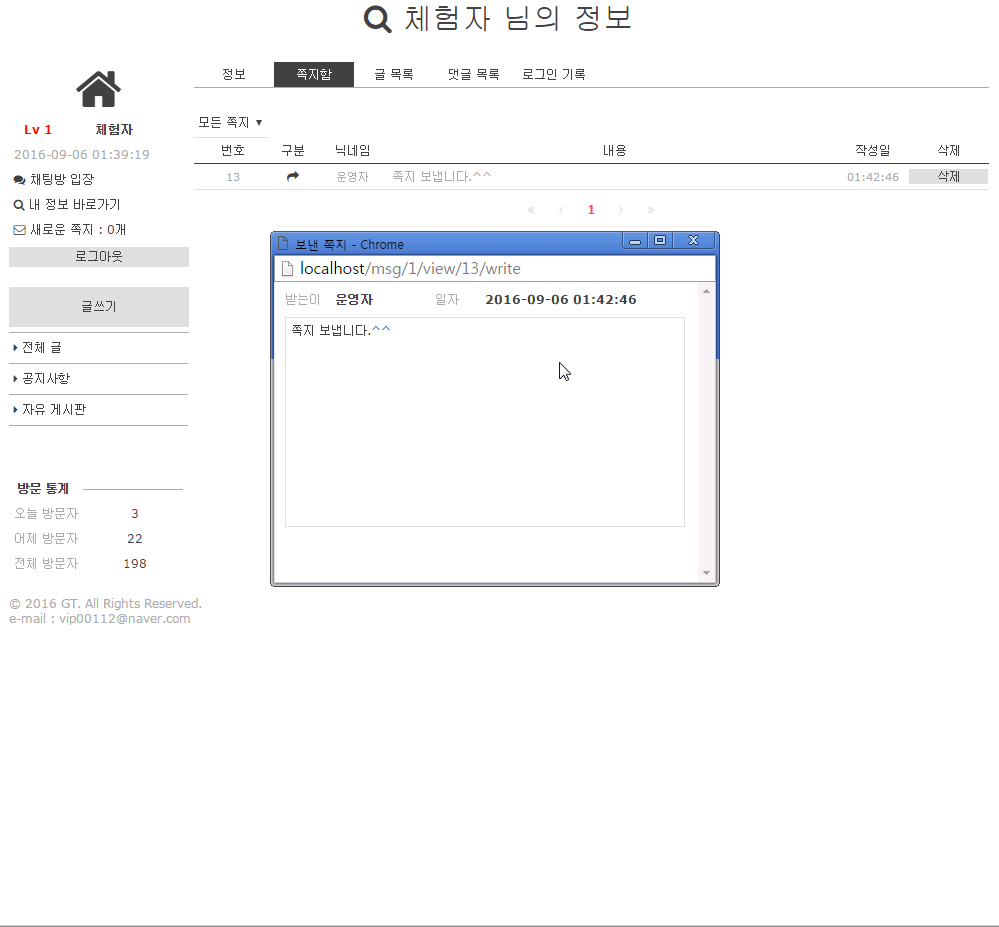 체험자 님의 정보
정보 쪽지함 글 목록 댓글 목록 로그인 기록
Lv 1 체험자
2016-09-06 01:39:19
채팅방 입장
내 정보 바로가기
새로운 쪽지 : 0개
로그아웃
글쓰기
전체 글
공지사항
자유 게시판
방문 통계
오늘 방문자 3
어제 방문자 22
전체 방문자 198
© 2016 GT. All Rights Reserved.
e-mail : vip00112@naver.com
모든 쪽지 ▼
번호 구분 닉네임 내용 작성일 삭제
13 운영자 쪽지 보냅니다.^^ 01:42:46 삭제
« ‹ 1 › »
보낸 쪽지 - Chrome
localhost/msg/1/view/13/write
받는이 운영자 일자 2016-09-06 01:42:46
쪽지 보냅니다.^^